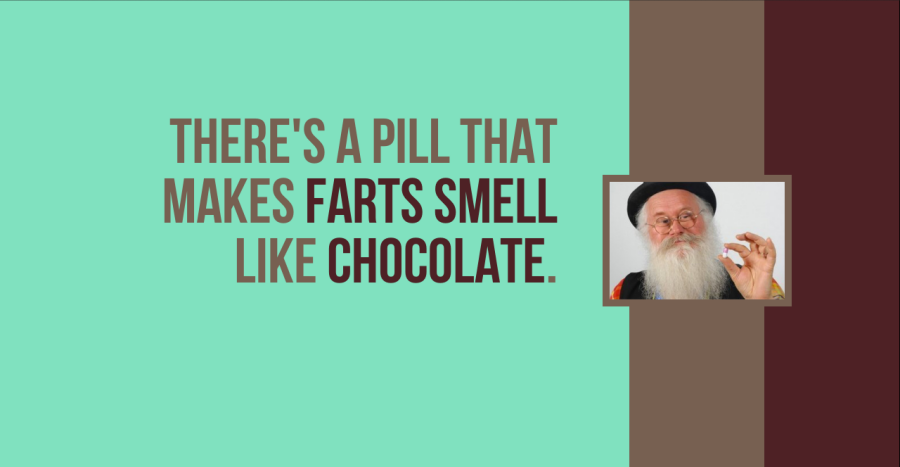 THERE'S A PILL THAT
MAKES FARTS SMELL
LIKE CHOCOLATE.